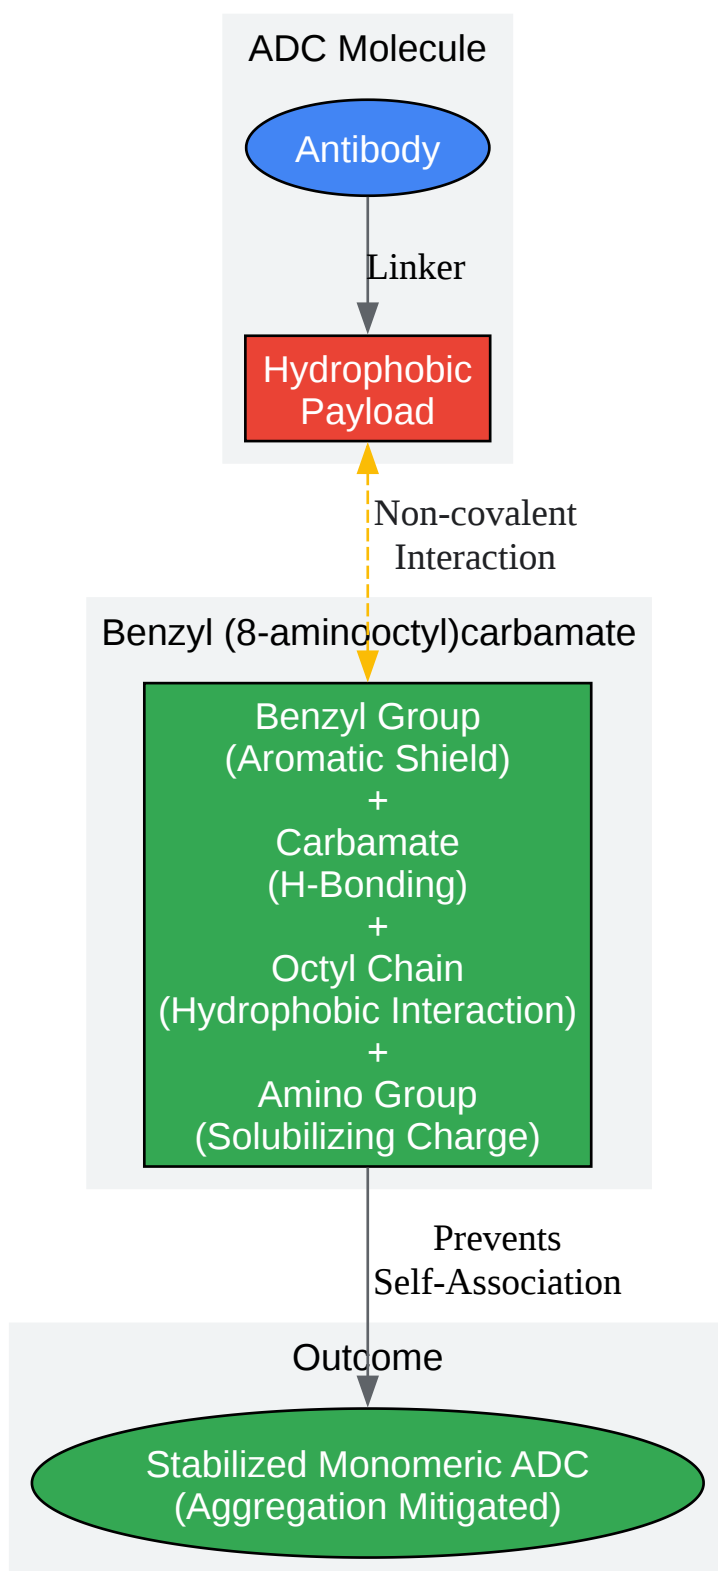 ADC Molecule
Antibody
Linker
Hydrophobic
Payload
Non-covalent
Interaction
Benzyl (8-aminooctyl)carbamate
Benzyl Group
(Aromatic Shield)
+
Carbamate
(H-Bonding)
+
Octyl Chain
(Hydrophobic Interaction)
+
Amino Group
(Solubilizing Charge)
Prevents
Self-Association
Outcome
Stabilized Monomeric ADC
(Aggregation Mitigated)